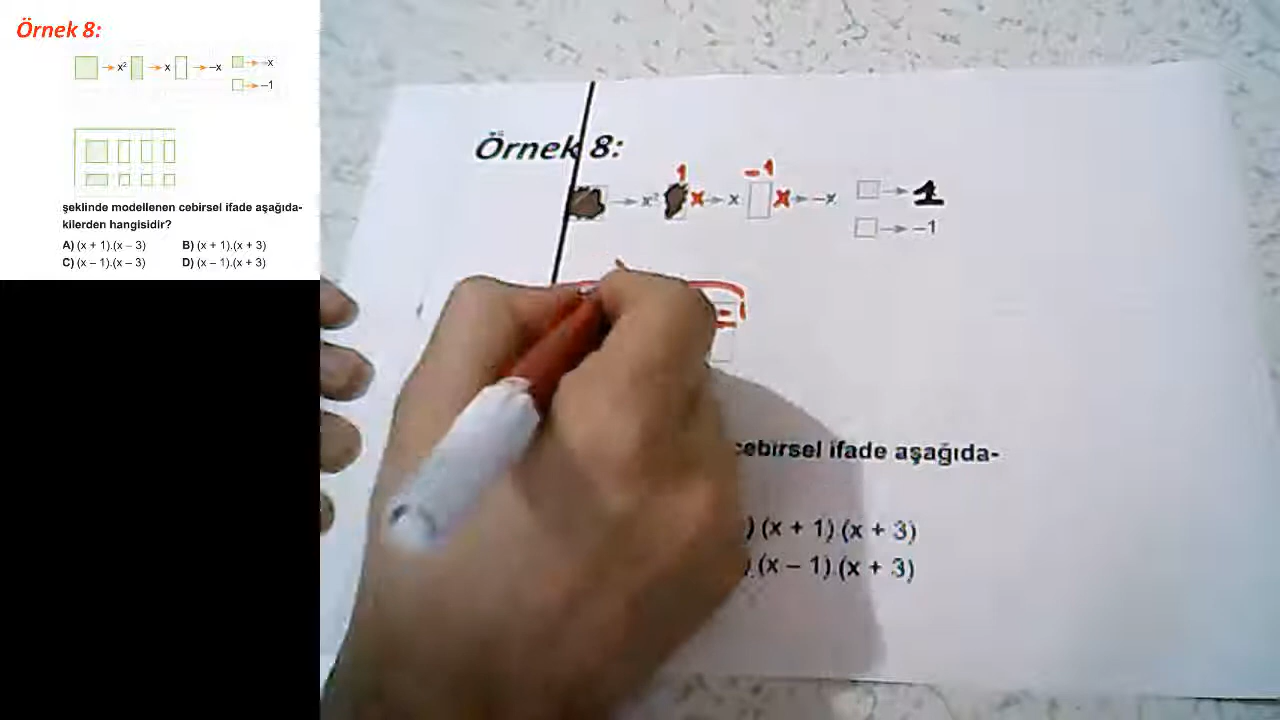 Örnek 8:
→ x² → x → –x → –x
→ –1
şeklinde modellenen cebirsel ifade aşağıda-
kilerden hangisidir?
A) (x + 1).(x – 3) B) (x + 1).(x + 3)
C) (x – 1).(x – 3) D) (x – 1).(x + 3)
Örnek 8:
1 -1
→ x² x → x x → –x → 1
→ –1
cebirsel ifade aşağıda-
) (x + 1) (x + 3)
(x – 1).(x + 3)